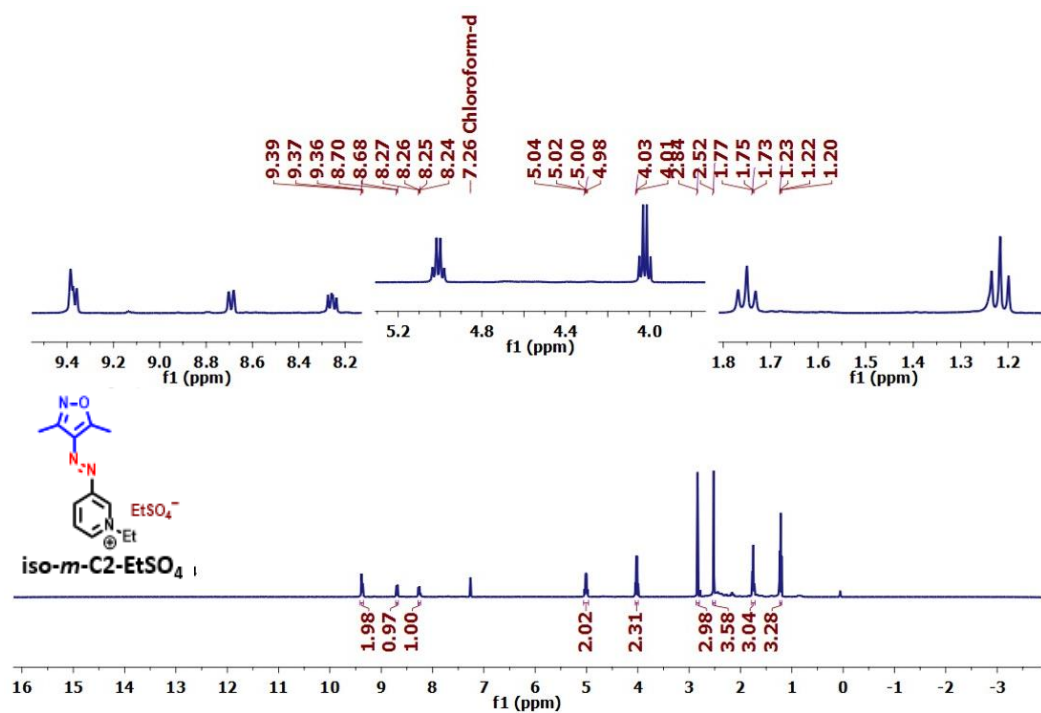 9.39
9.37
9.36
8.70
8.68
8.27
8.26
8.25
8.24
7.26 Chloroform-d
5.04
5.02
5.00
4.98
4.03
4.01
2.84
2.52
1.77
1.75
1.73
1.23
1.22
1.20
9.4 9.2 9.0 8.8 8.6 8.4 8.2
f1 (ppm)
5.2 4.8 4.4 4.0
f1 (ppm)
1.8 1.7 1.6 1.5 1.4 1.3 1.2
f1 (ppm)
N-O
N
N
EtSO4⁻
N
Et
⊕
iso-m-C2-EtSO4
1.98
0.97
1.00
2.02
2.31
2.98
3.58
3.04
3.28
16 15 14 13 12 11 10 9 8 7 6 5 4 3 2 1 0 -1 -2 -3
f1 (ppm)